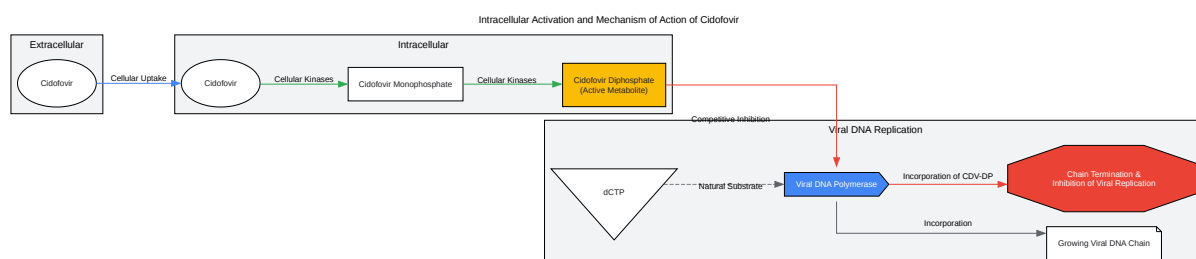 Intracellular Activation and Mechanism of Action of Cidofovir
Extracellular
Intracellular
Cidofovir
Cellular Uptake
Cidofovir
Cellular Kinases
Cidofovir Monophosphate
Cellular Kinases
Cidofovir Diphosphate
(Active Metabolite)
Competitive Inhibition
Viral DNA Replication
dCTP
Natural Substrate
Viral DNA Polymerase
Incorporation of CDV-DP
Chain Termination &
Inhibition of Viral Replication
Incorporation
Growing Viral DNA Chain